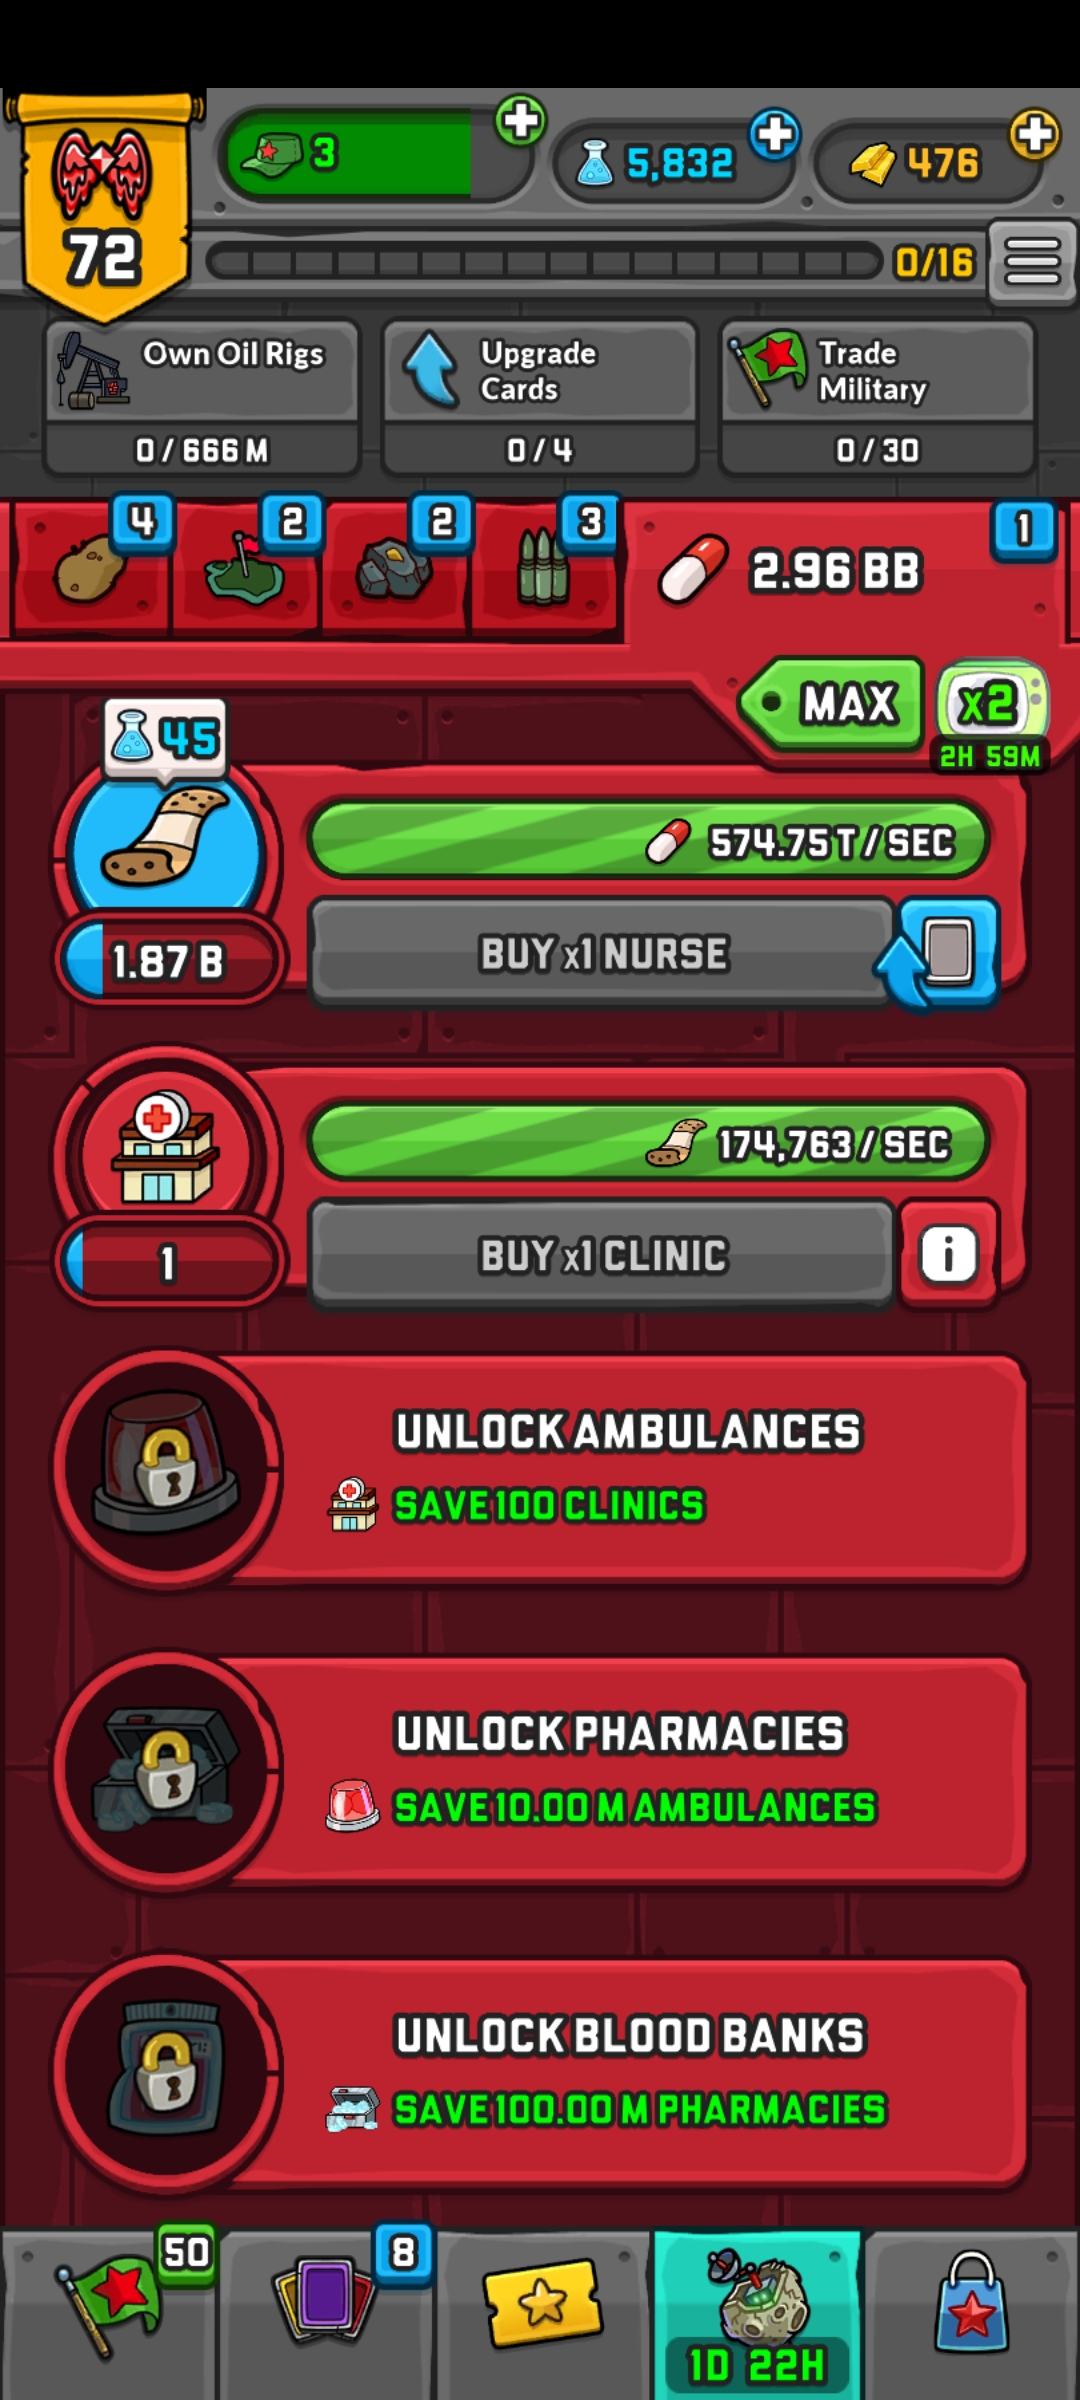 3
5,832
476
72
0/16
Own Oil Rigs
0 / 666 M
Upgrade
Cards
0 / 4
Trade
Military
0 / 30
4
2
2
3
2.96 BB
1
MAX
x2
2H 59M
45
574.75 T / SEC
1.87 B
BUY x1 NURSE
174,763 / SEC
1
BUY x1 CLINIC
i
UNLOCK AMBULANCES
SAVE 100 CLINICS
UNLOCK PHARMACIES
SAVE 10.00 M AMBULANCES
UNLOCK BLOOD BANKS
SAVE 100.00 M PHARMACIES
50
8
1D 22H